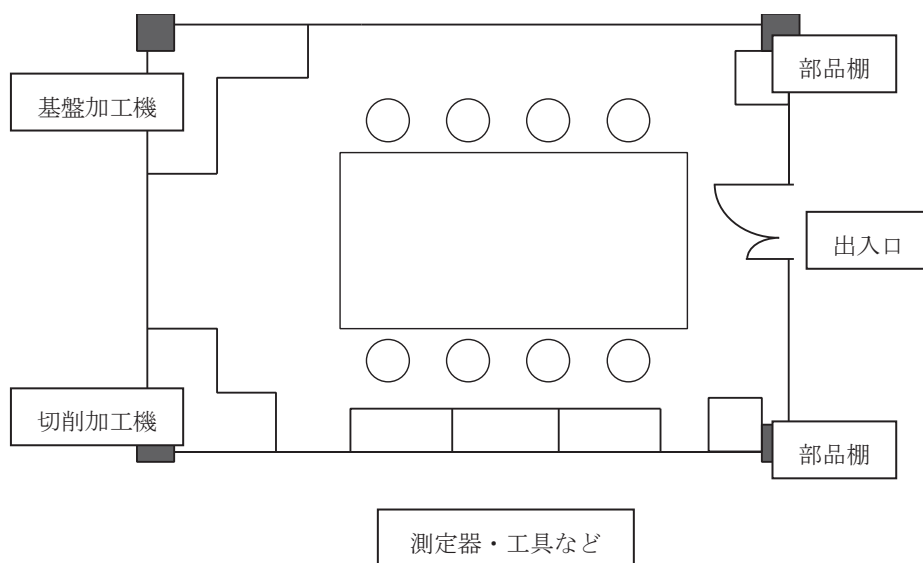 部品棚
基盤加工機
出入口
切削加工機
部品棚
測定器・工具など